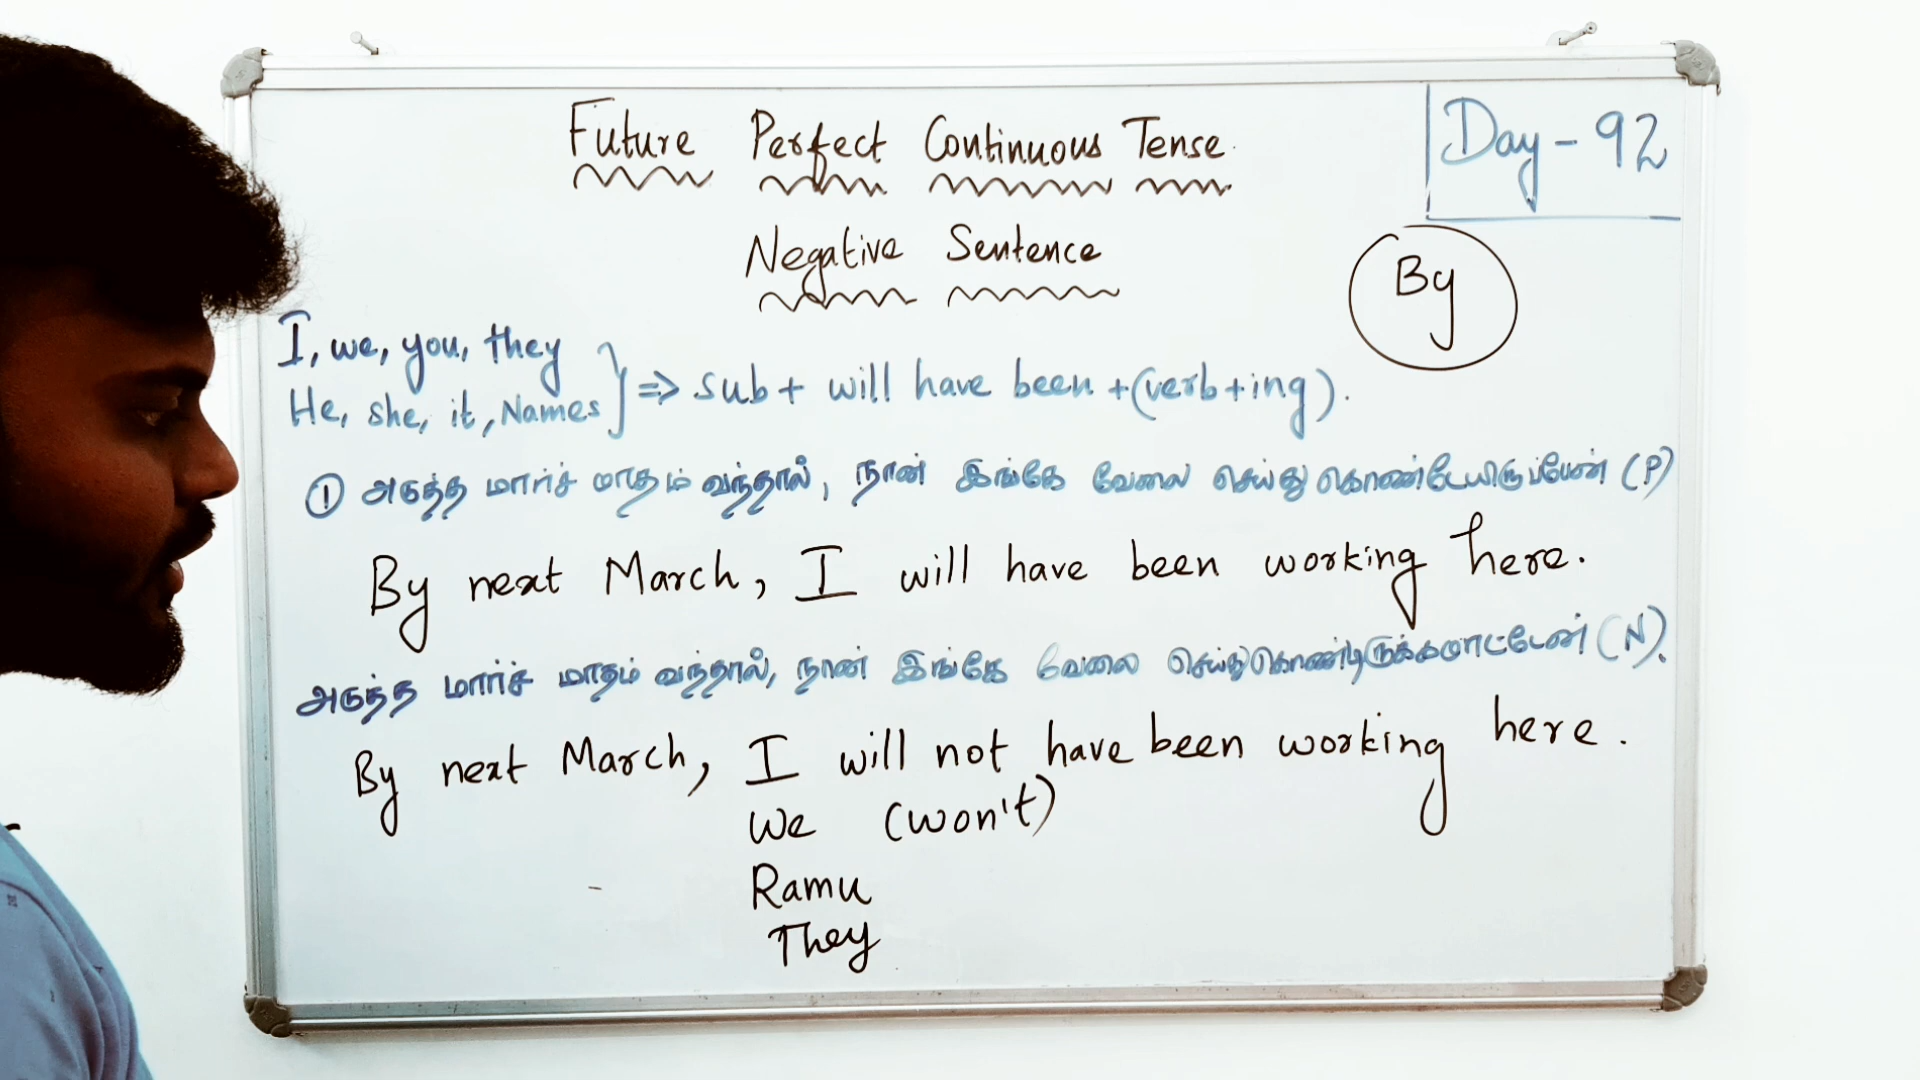 Future Perfect Continuous Tense.
Day - 92
Negative Sentence
By
I, we, you, they
He, she, it, Names } => sub + will have been + (verb+ing).
① அடுத்த மார்ச் மாதம் வந்தால், நான் இங்கே வேலை செய்து கொண்டேயிருப்பேன் (P)
By next March, I will have been working here.
அடுத்த மார்ச் மாதம் வந்தால், நான் இங்கே வேலை செய்துகொண்டிருக்கமாட்டேன் (N).
By next March, I will not have been working here.
We (won't)
Ramu
They